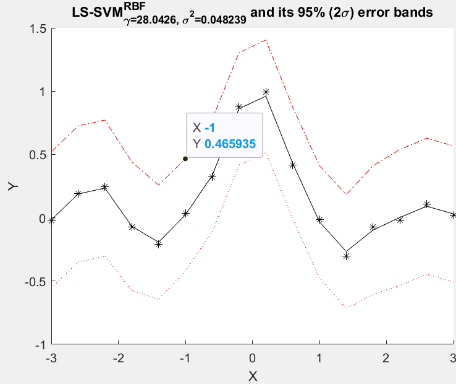 LS-SVM^RBF_γ=28.0426, σ²=0.048239 and its 95% (2σ) error bands
1.5
1
X -1
Y 0.465935
0.5
Y
0
-0.5
-1
-3 -2 -1 0 1 2 3
X